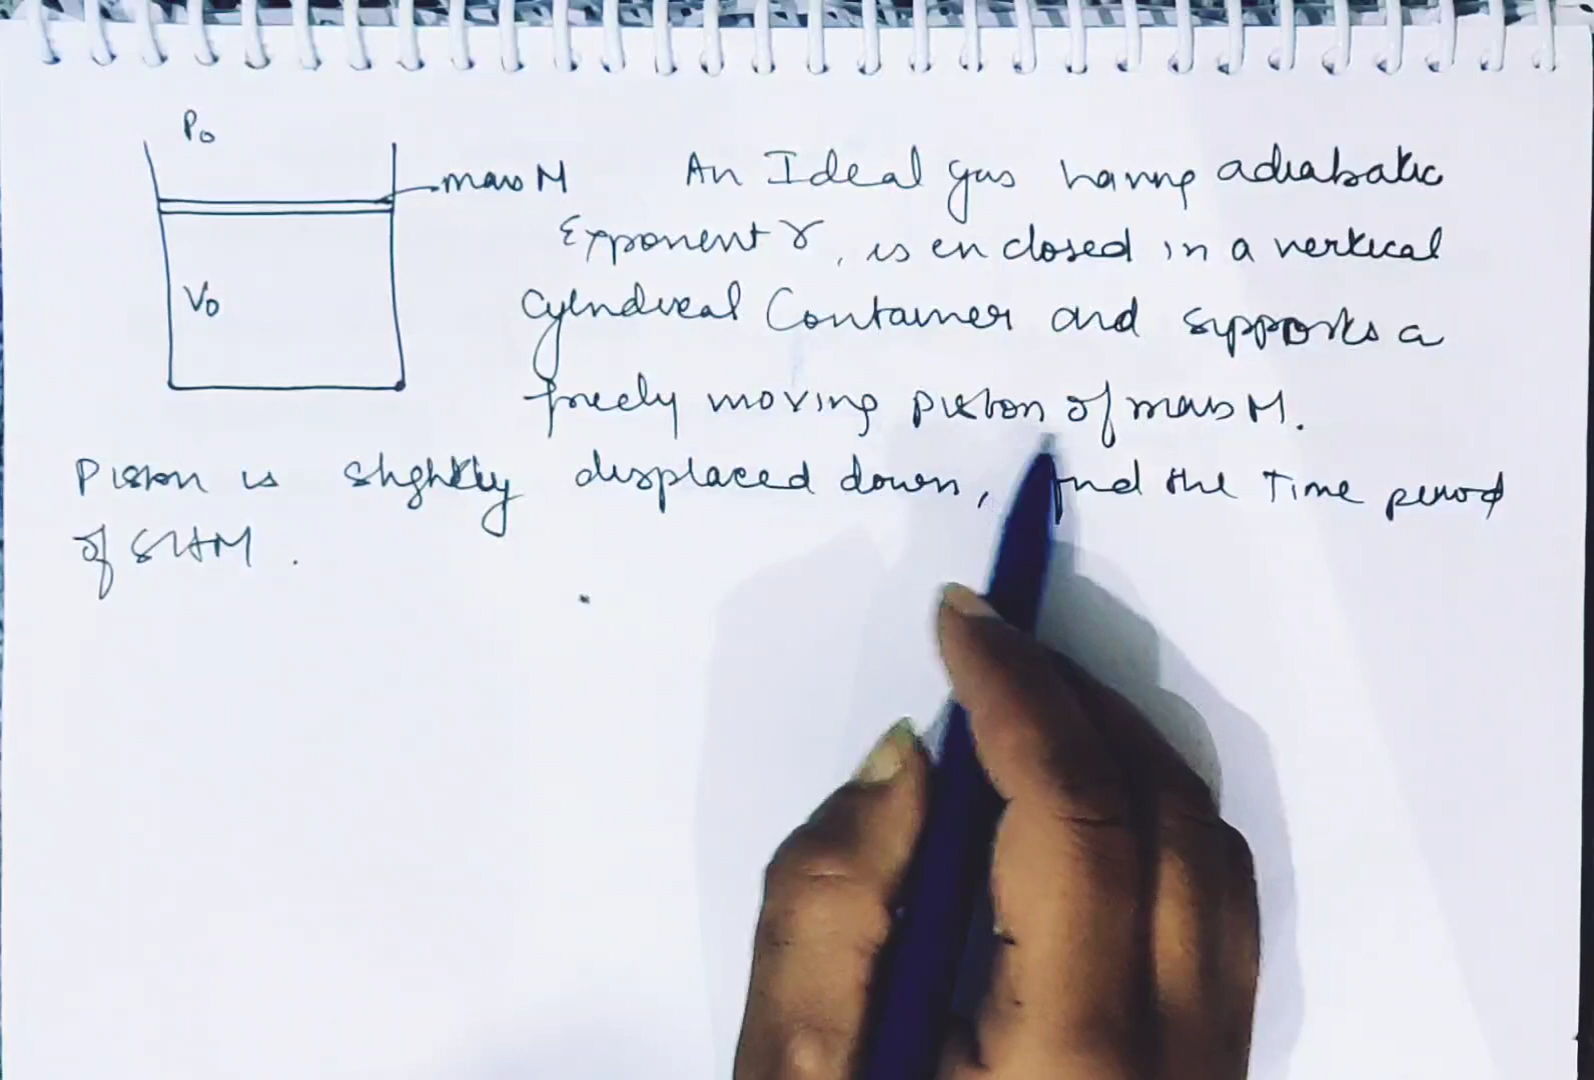 P₀
mass M
V₀
An Ideal gas having adiabatic
Exponent γ, is enclosed in a vertical
Cylindrical Container and supports a
freely moving piston of mass M.
Piston is slightly displaced down, find the Time period
of SHM.